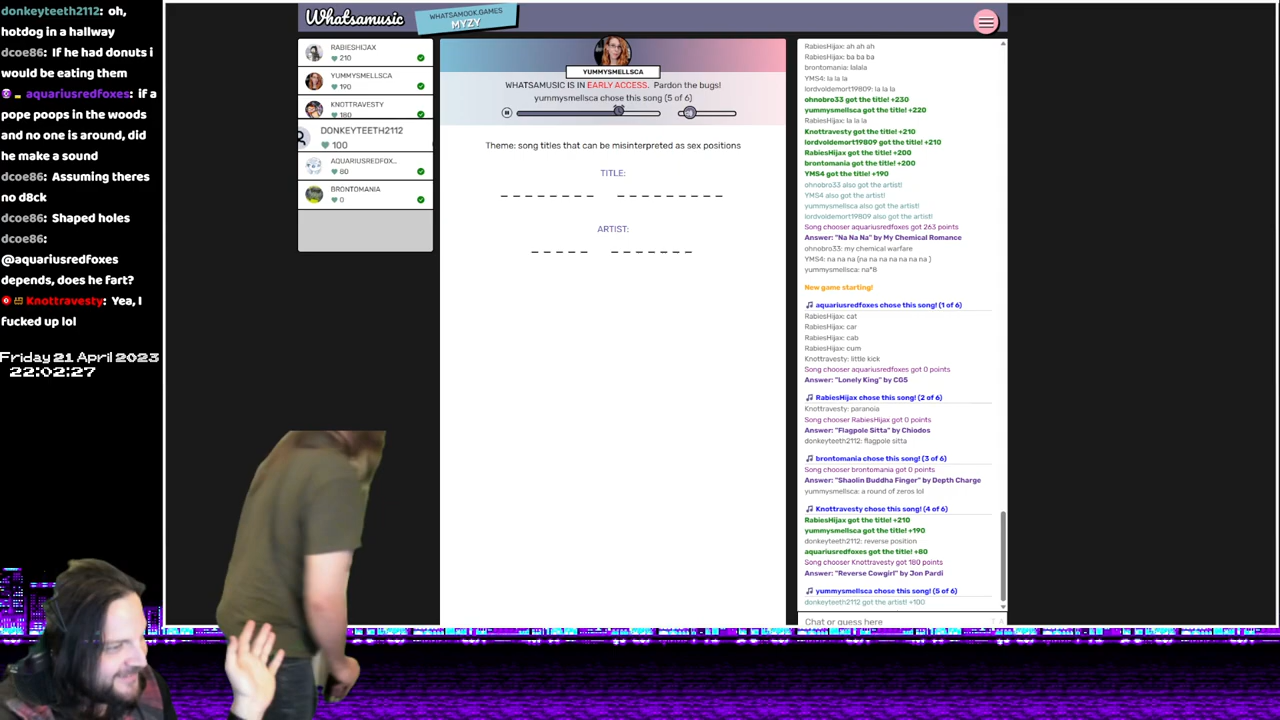 donkeyteeth2112: oh,
hotdog in a hallway
dcoe86: If he had donuts i
would be eating butt.
aquariusredfoxes: if a
bear poops in the woods
and no one is around does
he make a sound
dcoe86: Assuming bears
no d8ck.
dcoe86: Shaped holes.
dcoe86:
@aquariusredfoxes
depends, does he fart?
Knottravesty: Yea, I
fucked up lol
Friday 21 April 2023
22:02:27
Whatsamusic
WHATSAMOOK.GAMES
MYZY
RABIESHIJAX
210
YUMMYSMELLSCA
190
KNOTTRAVESTY
180
DONKEYTEETH2112
100
AQUARIUSREDFOX...
80
BRONTOMANIA
0
YUMMYSMELLSCA
WHATSAMUSIC IS IN EARLY ACCESS. Pardon the bugs!
yummysmellsca chose this song (5 of 6)
Theme: song titles that can be misinterpreted as sex positions
TITLE:
_ _ _ _ _ _ _ _ _ _ _ _ _ _ _ _ _
ARTIST:
_ _ _ _ _ _ _ _ _ _ _ _
RabiesHijax: ah ah ah
RabiesHijax: ba ba ba
brontomania: lalala
YMS4: la la la
lordvoldemort19809: la la la
ohnobro33 got the title! +230
yummysmellsca got the title! +220
RabiesHijax: la la la
Knottravesty got the title! +210
lordvoldemort19809 got the title! +210
RabiesHijax got the title! +200
brontomania got the title! +200
YMS4 got the title! +190
ohnobro33 also got the artist!
YMS4 also got the artist!
yummysmellsca also got the artist!
lordvoldemort19809 also got the artist!
Song chooser aquariusredfoxes got 263 points
Answer: "Na Na Na" by My Chemical Romance
ohnobro33: my chemical warfare
YMS4: na na na (na na na na na na na )
yummysmellsca: na*8
New game starting!
aquariusredfoxes chose this song! (1 of 6)
RabiesHijax: cat
RabiesHijax: car
RabiesHijax: cab
RabiesHijax: cum
Knottravesty: little kick
Song chooser aquariusredfoxes got 0 points
Answer: "Lonely King" by CG5
RabiesHijax chose this song! (2 of 6)
Knottravesty: paranoia
Song chooser RabiesHijax got 0 points
Answer: "Flagpole Sitta" by Chiodos
donkeyteeth2112: flagpole sitta
brontomania chose this song! (3 of 6)
Song chooser brontomania got 0 points
Answer: "Shaolin Buddha Finger" by Depth Charge
yummysmellsca: a round of zeros lol
Knottravesty chose this song! (4 of 6)
RabiesHijax got the title! +210
yummysmellsca got the title! +190
donkeyteeth2112: reverse position
aquariusredfoxes got the title! +80
Song chooser Knottravesty got 180 points
Answer: "Reverse Cowgirl" by Jon Pardi
yummysmellsca chose this song! (5 of 6)
donkeyteeth2112 got the artist! +100
Chat or guess here
T A